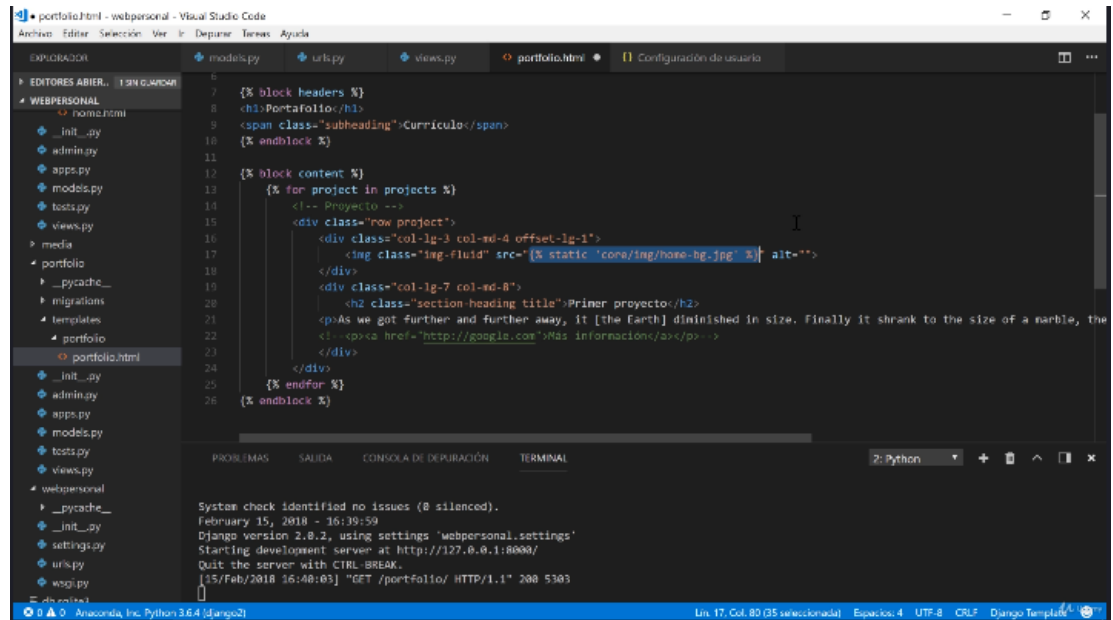 portfolio.html - webpersonal - Visual Studio Code
Archivo Editar Selección Ver Ir Depurar Tareas Ayuda
EXPLORADOR
models.py urls.py views.py portfolio.html Configuración de usuario
EDITORES ABIER.. 1 SIN GUARDAR
WEBPERSONAL
home.html
__init__.py
admin.py
apps.py
models.py
tests.py
views.py
media
portfolio
__pycache__
migrations
templates
portfolio
portfolio.html
__init__.py
admin.py
apps.py
models.py
tests.py
views.py
webpersonal
__pycache__
__init__.py
settings.py
urls.py
wsgi.py
db.sqlite3
6
7 {% block headers %}
8 <h1>Portafolio</h1>
9 <span class="subheading">Currículo</span>
10 {% endblock %}
11
12 {% block content %}
13 {% for project in projects %}
14 <!-- Proyecto -->
15 <div class="row project">
16 <div class="col-lg-3 col-md-4 offset-lg-1">
17 <img class="img-fluid" src="{% static 'core/img/home-bg.jpg' %}" alt="">
18 </div>
19 <div class="col-lg-7 col-md-8">
20 <h2 class="section-heading title">Primer proyecto</h2>
21 <p>As we got further and further away, it [the Earth] diminished in size. Finally it shrank to the size of a marble, the
22 <!--<p><a href="http://google.com">Más información</a></p>-->
23 </div>
24 </div>
25 {% endfor %}
26 {% endblock %}
PROBLEMAS SALIDA CONSOLA DE DEPURACIÓN TERMINAL 2: Python
System check identified no issues (0 silenced).
February 15, 2018 - 16:39:59
Django version 2.0.2, using settings 'webpersonal.settings'
Starting development server at http://127.0.0.1:8000/
Quit the server with CTRL-BREAK.
[15/Feb/2018 16:40:03] "GET /portfolio/ HTTP/1.1" 200 5303
0 0 Anaconda, Inc. Python 3.6.4 (django2) Lín. 17, Col. 80 (35 seleccionada) Espacios: 4 UTF-8 CRLF Django Template